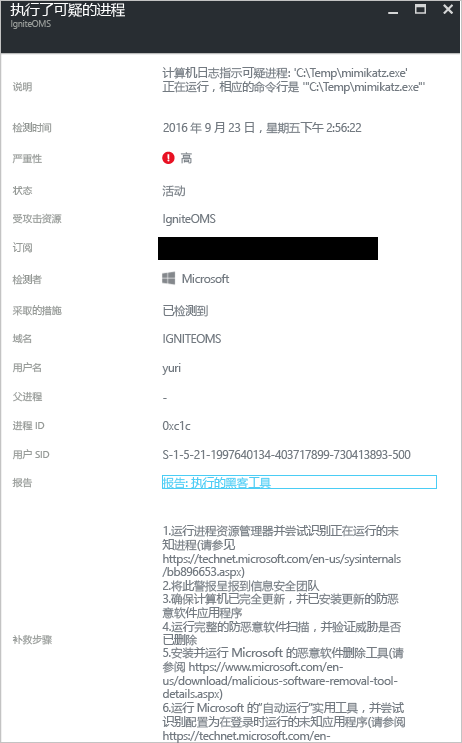 执行了可疑的进程
IgniteOMS
说明
计算机日志指示可疑进程: 'C:\Temp\mimikatz.exe'
正在运行，相应的命令行是 '"C:\Temp\mimikatz.exe"'
检测时间
2016 年 9 月 23 日，星期五下午 2:56:22
严重性
高
状态
活动
受攻击资源
IgniteOMS
订阅
检测者
Microsoft
采取的措施
已检测到
域名
IGNITEOMS
用户名
yuri
父进程
-
进程 ID
0xc1c
用户 SID
S-1-5-21-1997640134-403717899-730413893-500
报告
报告: 执行的黑客工具
补救步骤
1.运行进程资源管理器并尝试识别正在运行的未
知进程(请参见
https://technet.microsoft.com/en-us/sysinternals
/bb896653.aspx)
2.将此警报呈报到信息安全团队
3.确保计算机已完全更新，并已安装更新的防恶
意软件应用程序
4.运行完整的防恶意软件扫描，并验证威胁是否
已删除
5.安装并运行 Microsoft 的恶意软件删除工具(请
参阅 https://www.microsoft.com/en-
us/download/malicious-software-removal-tool-
details.aspx)
6.运行 Microsoft 的“自动运行”实用工具，并尝试
识别配置为在登录时运行的未知应用程序(请参阅
https://technet.microsoft.com/en-